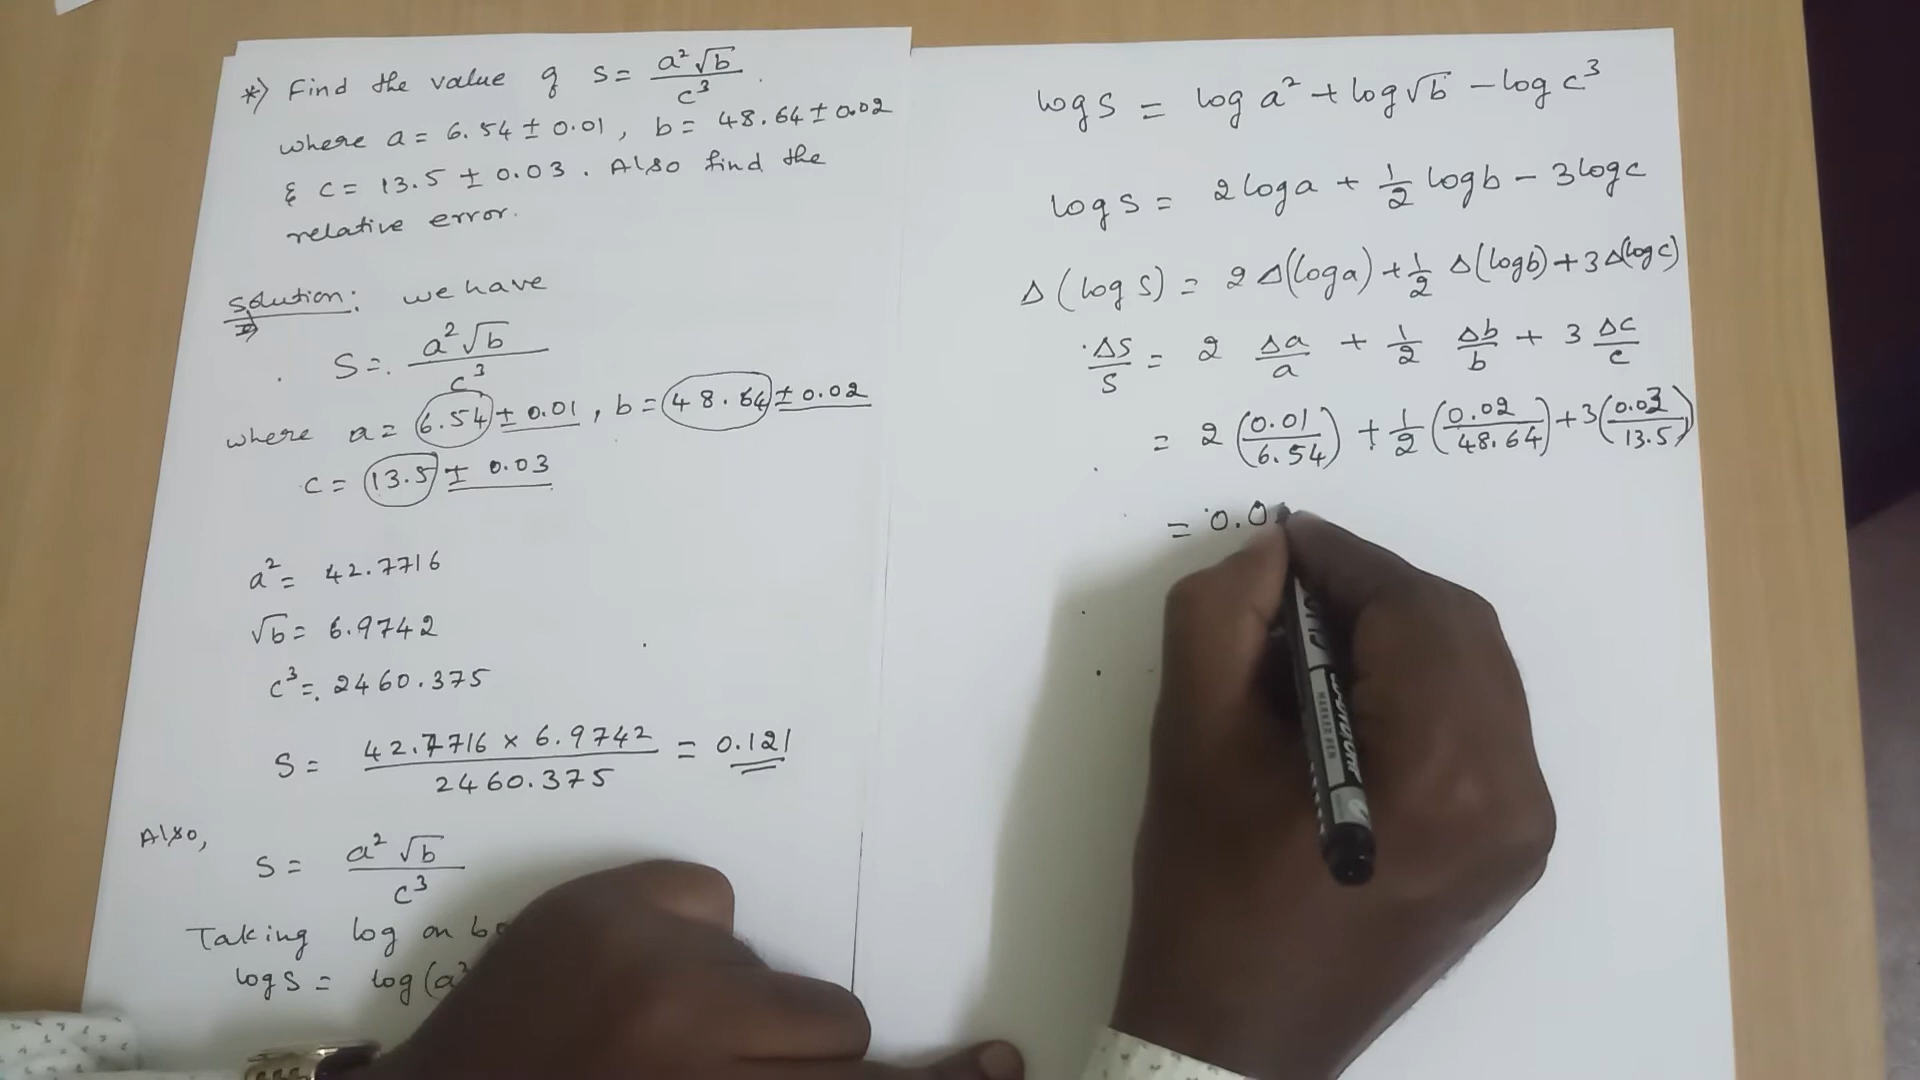 *) Find the value of S = a²√b / c³.
where a = 6.54 ± 0.01, b = 48.64 ± 0.02
& c = 13.5 ± 0.03. Also find the
relative error.
Solution: we have
S = a²√b / c³
where a = 6.54 ± 0.01, b = 48.64 ± 0.02
c = 13.5 ± 0.03
a² = 42.7716
√b = 6.9742
c³ = 2460.375
S = 42.7716 × 6.9742 / 2460.375 = 0.121
Also,
S = a²√b / c³
Taking log on
log S = log(a²
log S = log a² + log √b − log c³
log S = 2 log a + 1/2 log b − 3 log c
Δ(log S) = 2 Δ(log a) + 1/2 Δ(log b) + 3 Δ(log c)
ΔS/S = 2 Δa/a + 1/2 Δb/b + 3 Δc/c
= 2 (0.01/6.54) + 1/2 (0.02/48.64) + 3 (0.03/13.5)
= 0.0
MARKER PEN